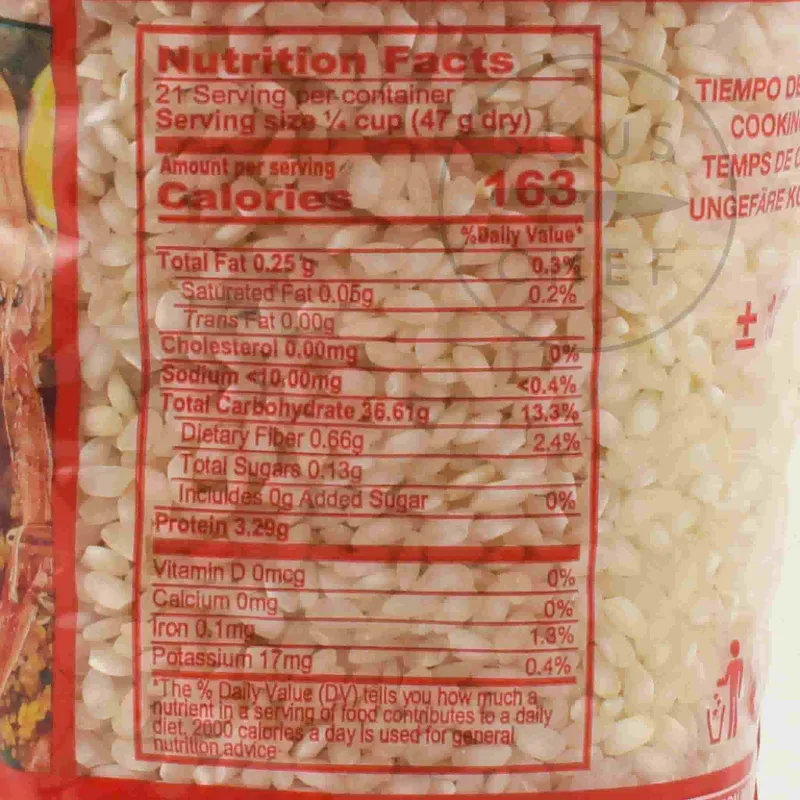 Nutrition Facts
21 Serving per container
Serving size ¼ cup (47 g dry)
Amount per serving
Calories 163
%Daily Value*
Total Fat 0.25 g 0.3%
Saturated Fat 0.05g 0.2%
Trans Fat 0.00g
Cholesterol 0.00mg 0%
Sodium <10.00mg <0.4%
Total Carbohydrate 36.61g 13.3%
Dietary Fiber 0.66g 2.4%
Total Sugars 0.13g
Incluldes 0g Added Sugar 0%
Protein 3.29g
Vitamin D 0mcg 0%
Calcium 0mg 0%
Iron 0.1mg 1.3%
Potassium 17mg 0.4%
*The % Daily Value (DV) tells you how much a
nutrient in a serving of food contributes to a daily
diet. 2000 calories a day is used for general
nutrition advice
TIEMPO DE
COOKIN
TEMPS DE C
UNGEFÄRE KO
±
OUS
EF